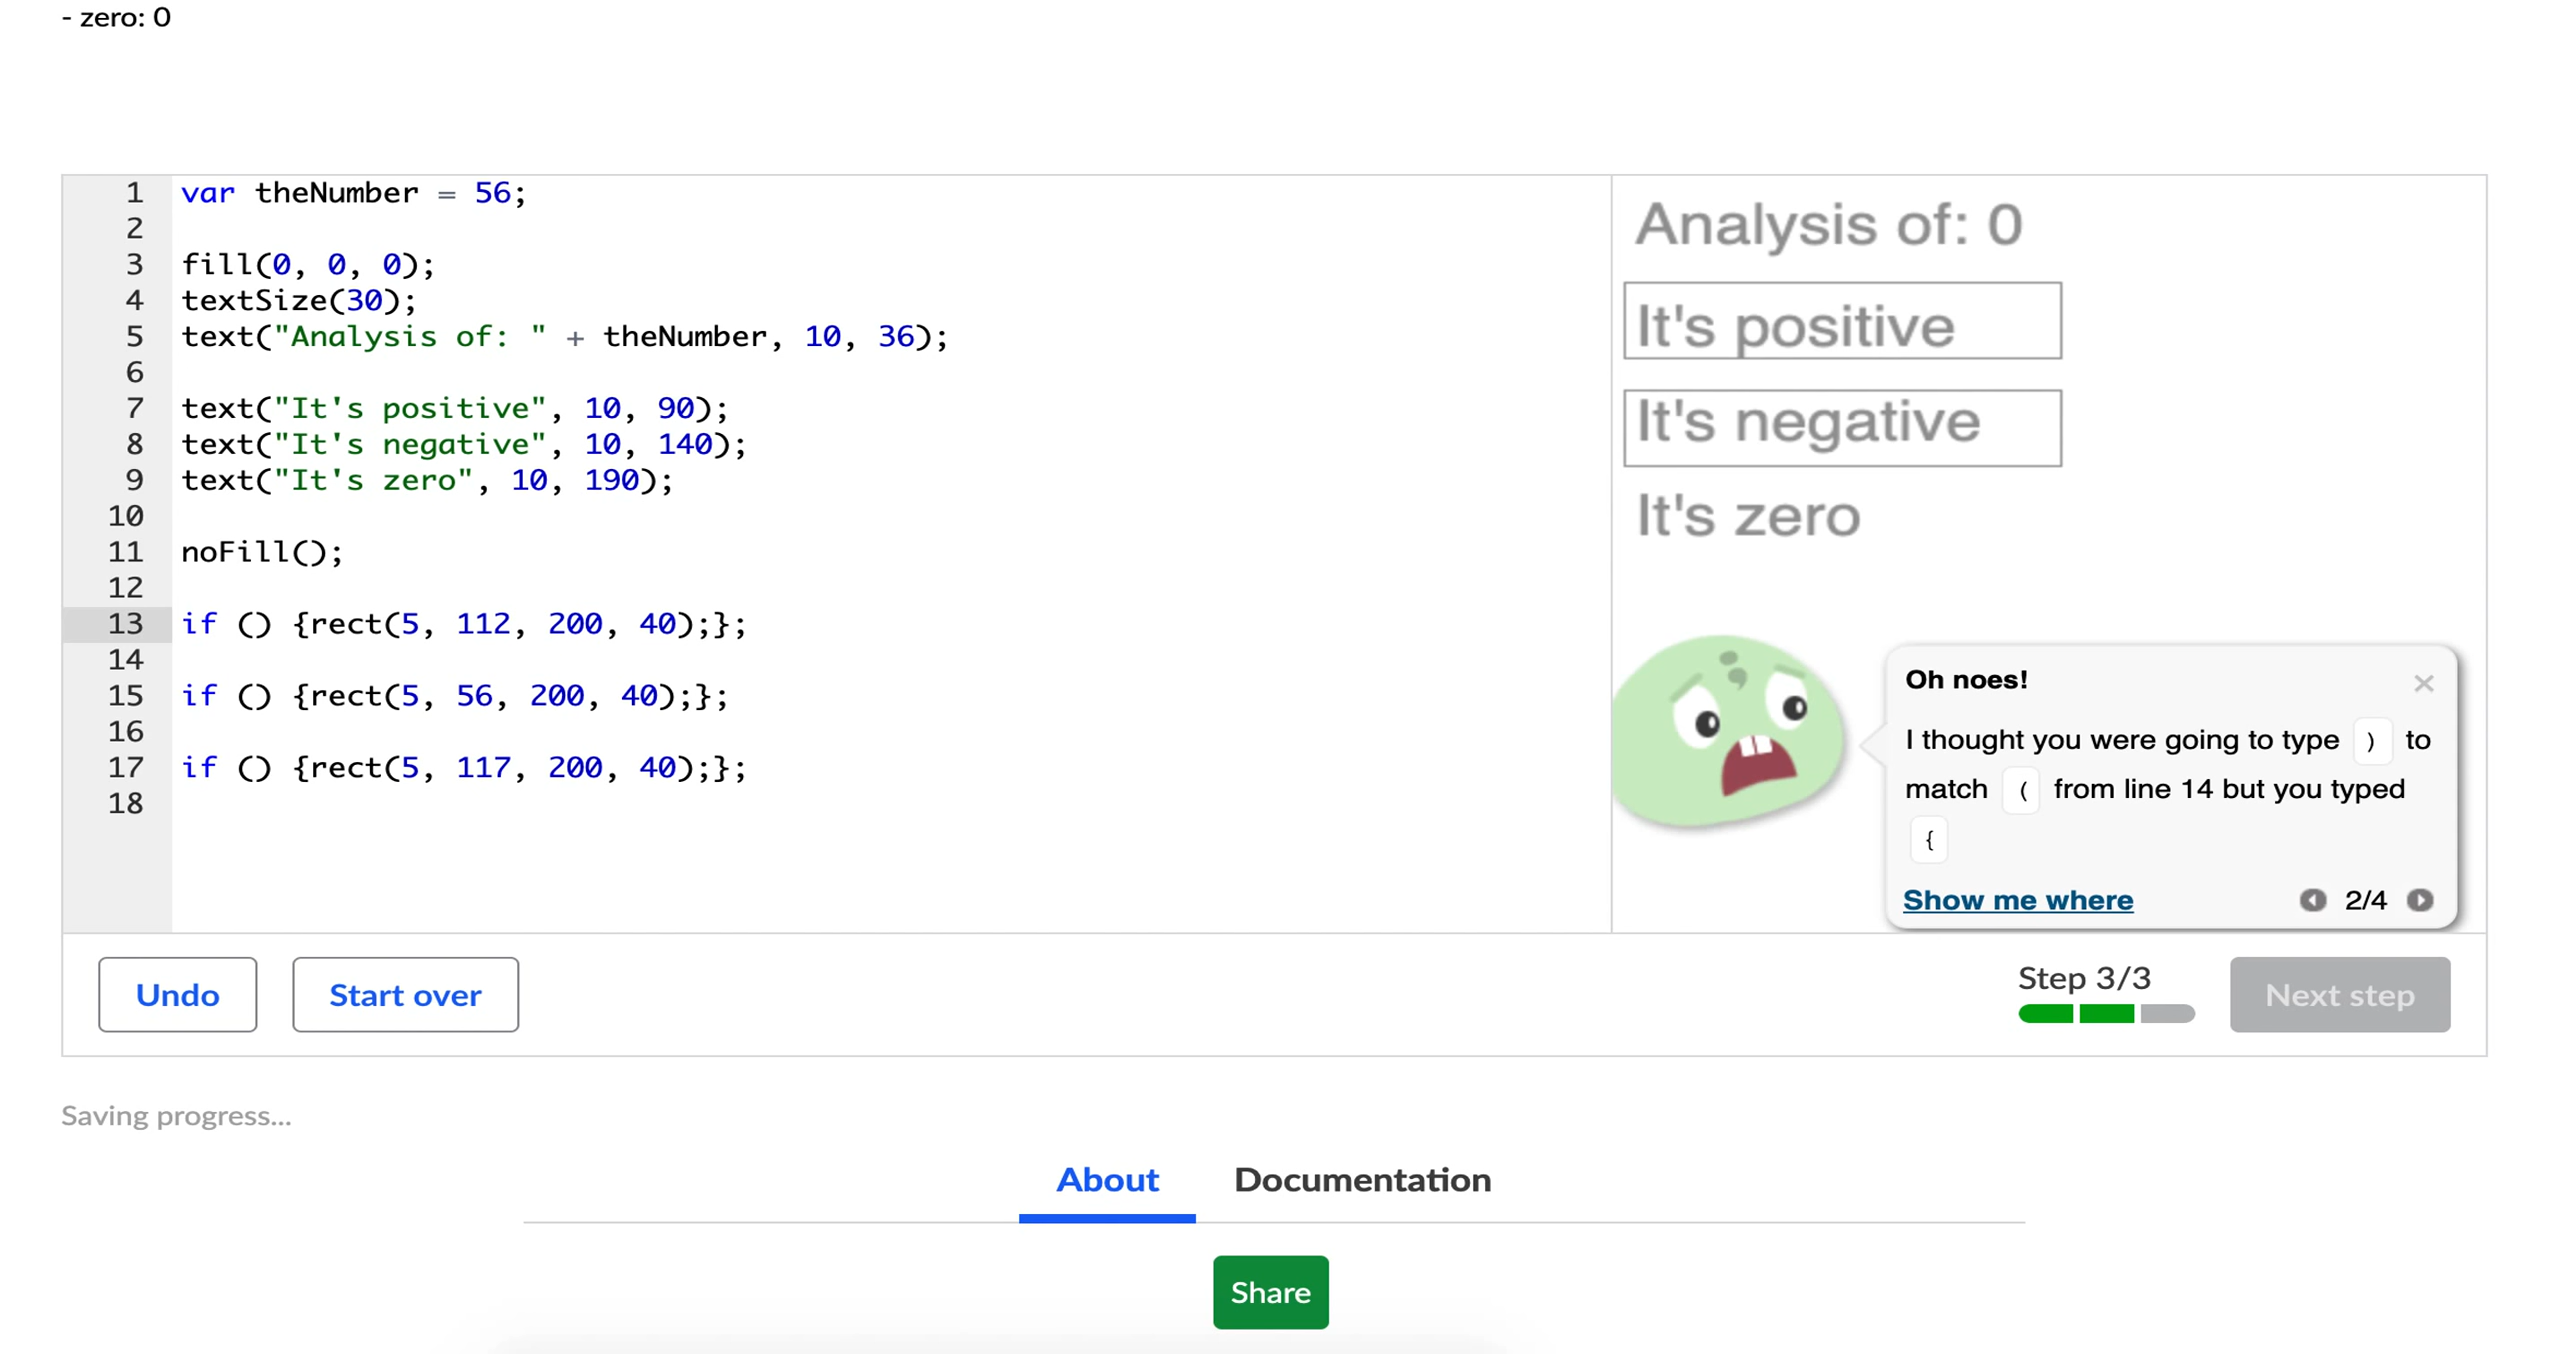 - zero: 0
1 var theNumber = 56;
2
3 fill(0, 0, 0);
4 textSize(30);
5 text("Analysis of: " + theNumber, 10, 36);
6
7 text("It's positive", 10, 90);
8 text("It's negative", 10, 140);
9 text("It's zero", 10, 190);
10
11 noFill();
12
13 if () {rect(5, 112, 200, 40);};
14
15 if () {rect(5, 56, 200, 40);};
16
17 if () {rect(5, 117, 200, 40);};
18
Analysis of: 0
It's positive
It's negative
It's zero
Oh noes!
I thought you were going to type ) to
match ( from line 14 but you typed
{
Show me where 2/4
Undo Start over
Step 3/3
Next step
Saving progress...
About Documentation
Share